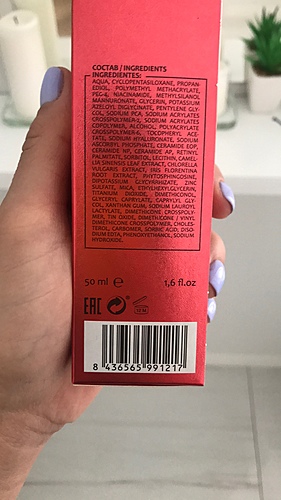 СОСТАВ / INGREDIENTS
INGREDIENTES:
AQUA, CYCLOPENTASILOXANE, PROPAN
EDIOL, POLYMETHYL METHACRYLATE,
PEG-4, NIACINAMIDE, METHYLSILANOL
MANNURONATE, GLYCERIN, POTASSIUM
AZELOYL DIGLYCINATE, PENTYLENE GLY-
COL, SODIUM PCA, SODIUM ACRYLATES
CROSSPOLYMER-2, SODIUM ACRYLATES
COPOLYMER, ALCOHOL, POLYACRYLATE
CROSSPOLYMER-6, TOCOPHERYL ACE-
TATE, SODIUM HYALURONATE, SODIUM
ASCORBYL PHOSPHATE, CERAMIDE EOP,
CERAMIDE NP, CERAMIDE AP, RETINYL
PALMITATE, SORBITOL, LECITHIN, CAMEL-
LIA SINENSIS LEAF EXTRACT, CHLORELLA
VULGARIS EXTRACT, IRIS FLORENTINA
ROOT EXTRACT, PHYTOSPHINGOSINE,
DIPOTASSIUM GLYCYRRHIZATE, ZINC
SULFATE, MICA, ETHYLHEXYLGLYCERIN,
TITANIUM DIOXIDE, DIMETHICONOL,
GLYCERYL CAPRYLATE, CAPRYLYL GLY-
COL, XANTHAN GUM, SODIUM LAUROYL
LACTYLATE, DIMETHICONE CROSSPOLY-
MER, TIN OXIDE, DIMETHICONE / VINYL
DIMETHICONE CROSSPOLYMER, CHOLES-
TEROL, CARBOMER, SORBIC ACID, DISO-
DIUM EDTA, PHENOXYETHANOL, SODIUM
HYDROXIDE.
50 ml ℮ 1,6 fl.oz
EAC
8 436565 991217